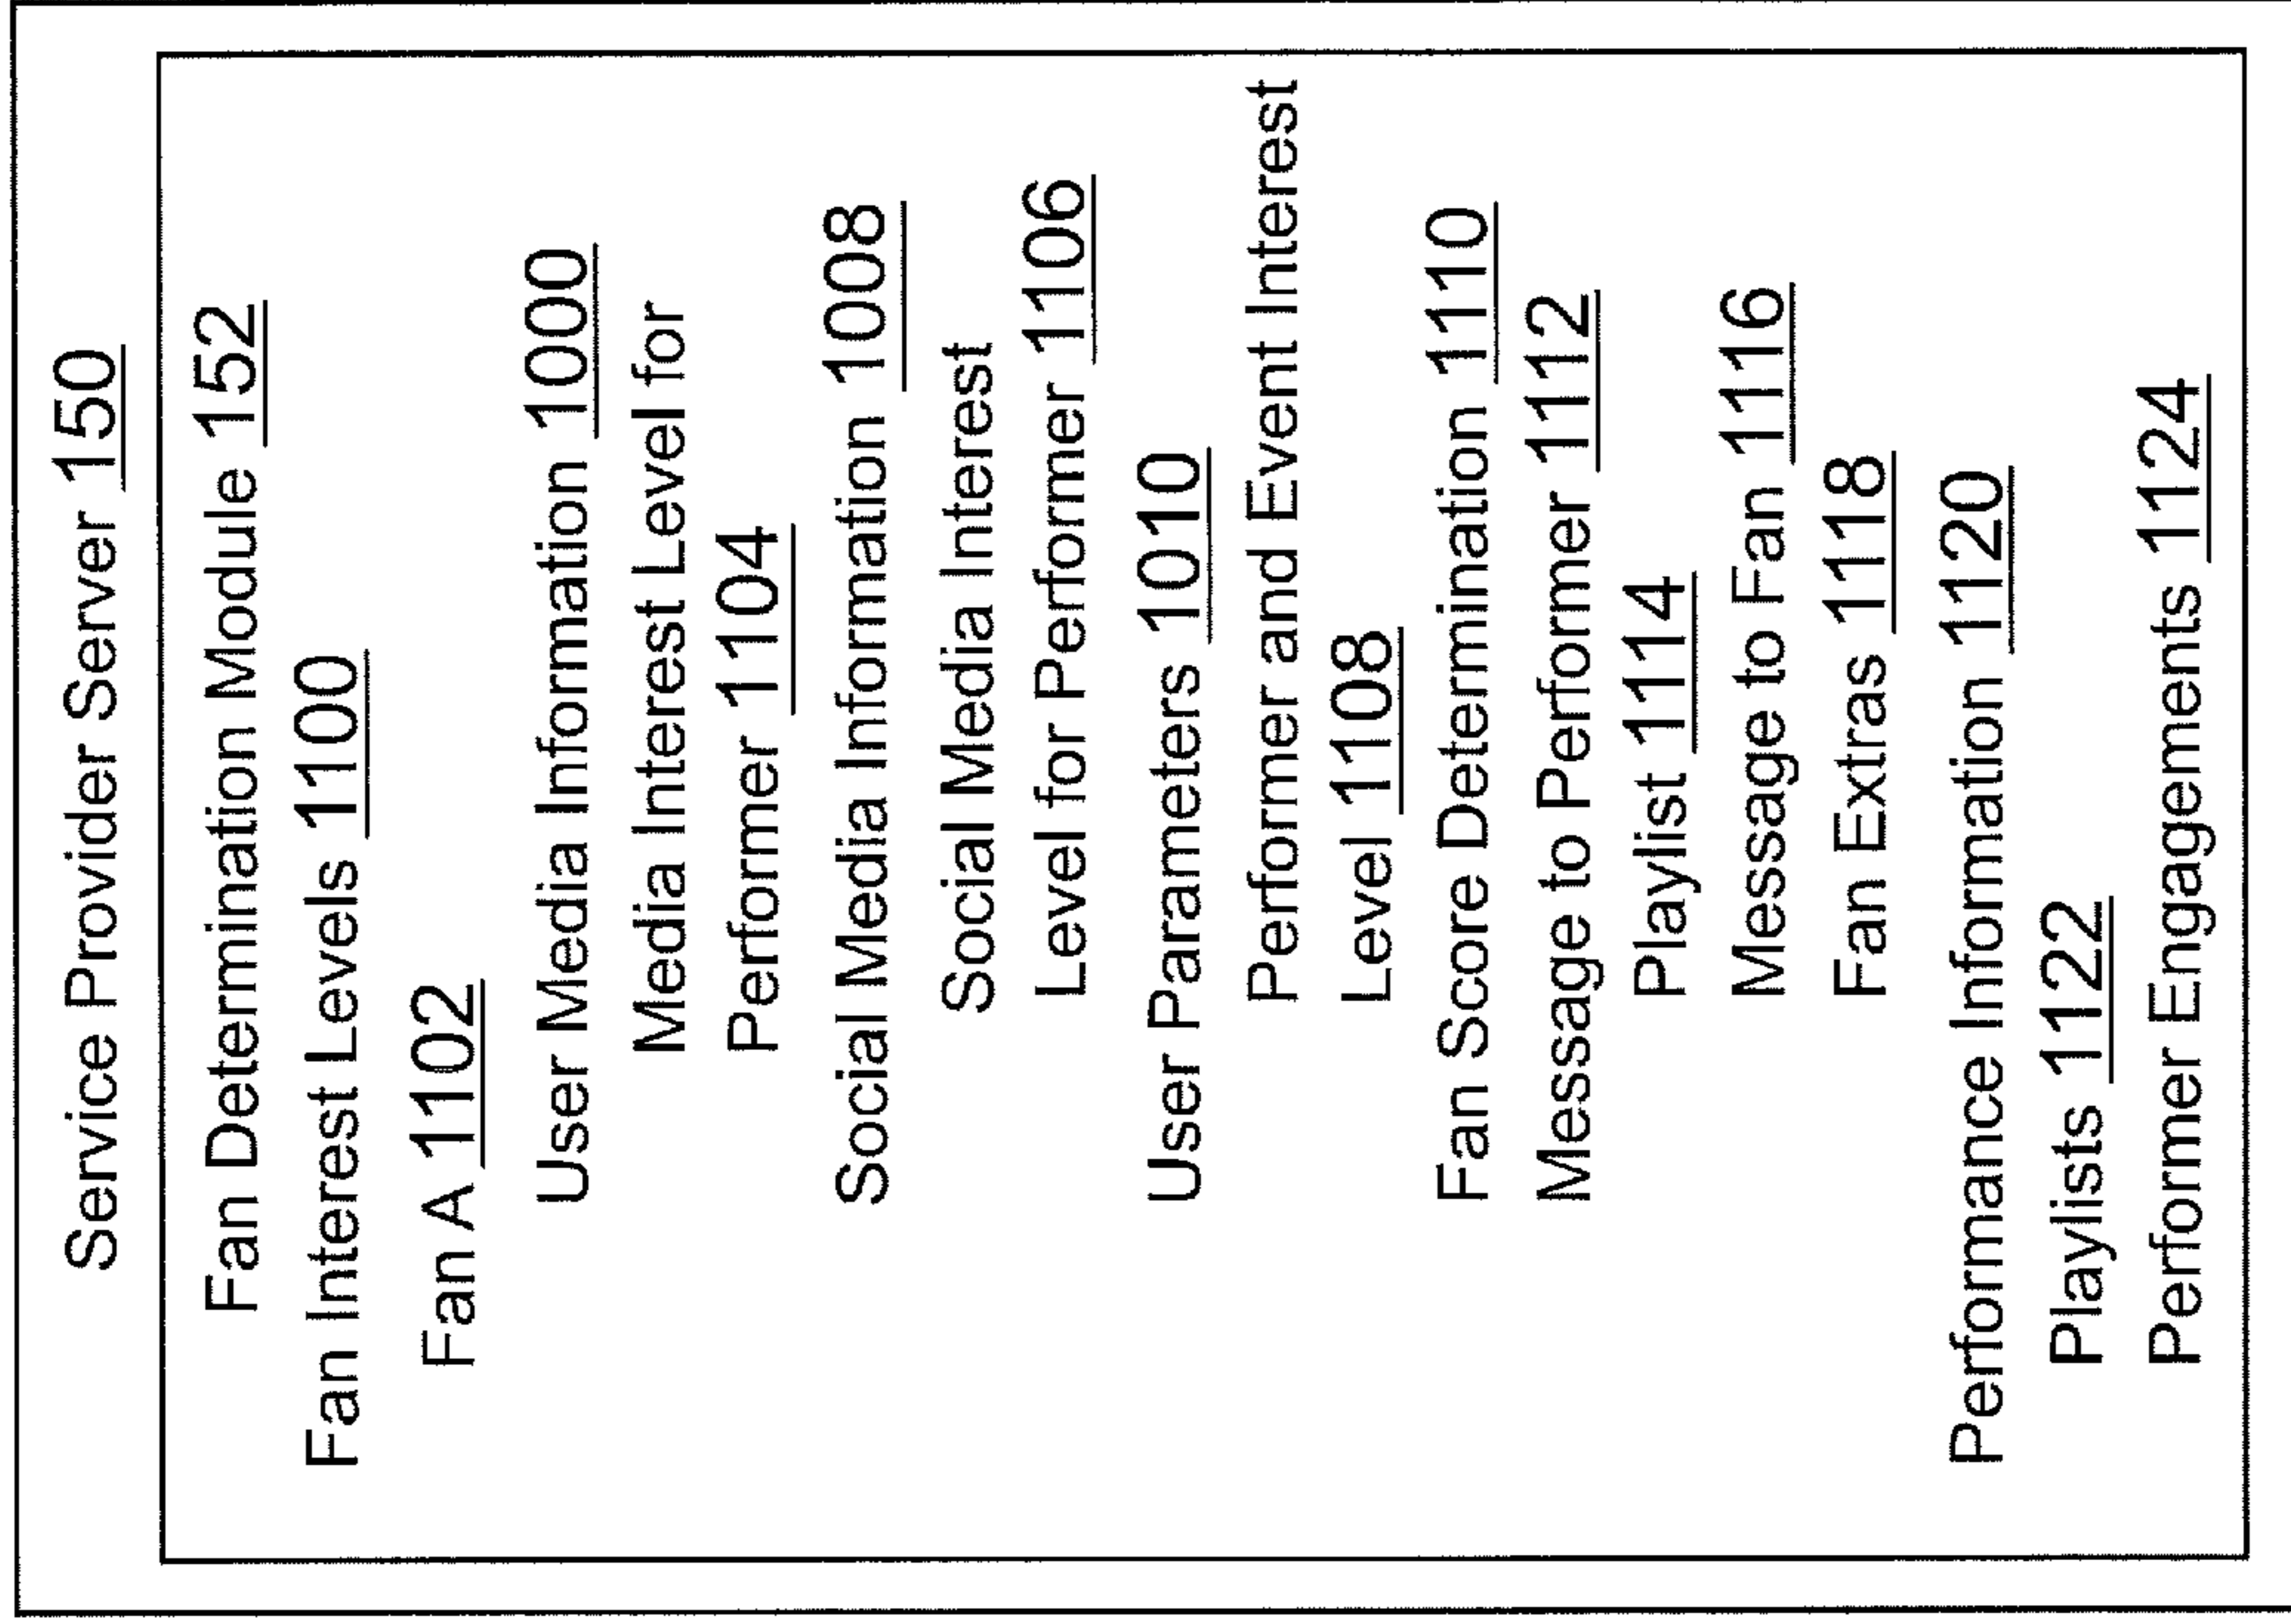 Service Provider Server 150
Fan Determination Module 152
Fan Interest Levels 1100
Fan A 1102
User Media Information 1000
Media Interest Level for
Performer 1104
Social Media Information 1008
Social Media Interest
Level for Performer 1106
User Parameters 1010
Performer and Event Interest
Level 1108
Fan Score Determination 1110
Message to Performer 1112
Playlist 1114
Message to Fan 1116
Fan Extras 1118
Performance Information 1120
Playlists 1122
Performer Engagements 1124